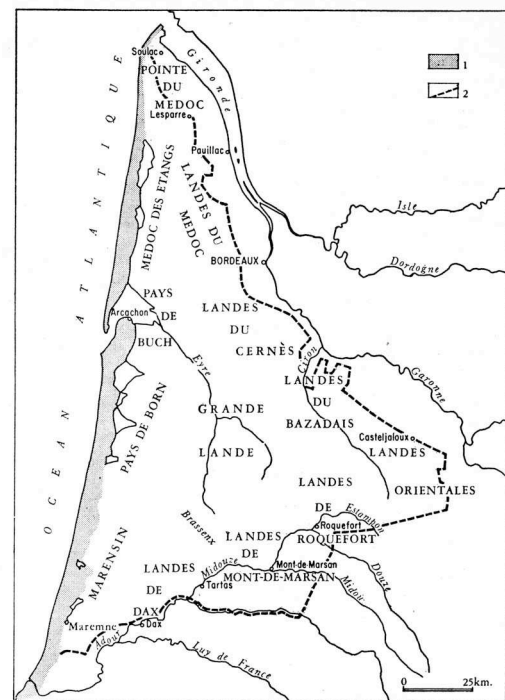 Soulac
POINTE
DU
MEDOC
Lesparre
Gironde
1
2
Pauillac
LANDES DU
MEDOC
MEDOC DES ETANGS
OCEAN ATLANTIQUE
Isle
BORDEAUX
Dordogne
PAYS
DE
BUCH
Arcachon
LANDES
DU
CERNÈS
Eyre
Ciron
Garonne
LANDES
DU
BAZADAIS
GRANDE
LANDE
PAYS DE BORN
Casteljaloux
LANDES
ORIENTALES
LANDES
DE
ROQUEFORT
Estampon
Roquefort
Brassenx
LANDES
DE
MONT-DE-MARSAN
Mont-de-Marsan
Douze
Midou
Midouze
Tartas
MARENSIN
LANDES
DE
DAX
Maremne
Adour
Dax
Luy de France
0 25km.